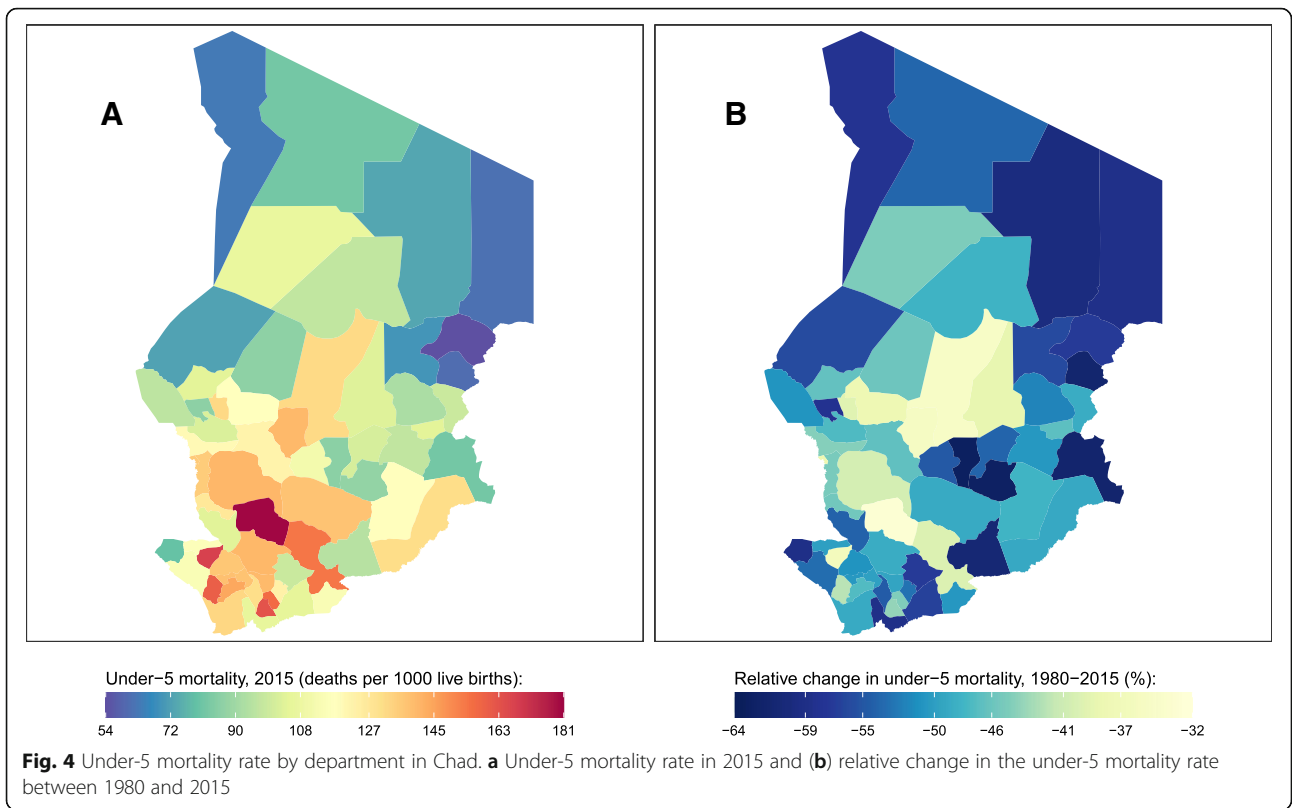 A
B
Under−5 mortality, 2015 (deaths per 1000 live births):
54 72 90 108 127 145 163 181
Relative change in under−5 mortality, 1980−2015 (%):
−64 −59 −55 −50 −46 −41 −37 −32
Fig. 4 Under-5 mortality rate by department in Chad. a Under-5 mortality rate in 2015 and (b) relative change in the under-5 mortality rate
between 1980 and 2015